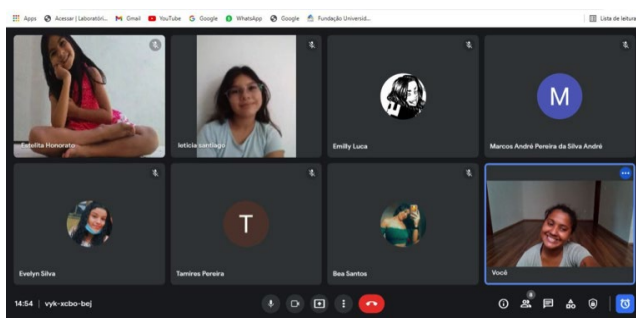 Apps Acessar | Laboratóri... Gmail YouTube Google WhatsApp Google Fundação Universid... Lista de leitura
Estelita Honorato
leticia santiago
Emilly Luca
M
Marcos André Pereira da Silva André
Evelyn Silva
T
Tamires Pereira
Bea Santos
Você
14:54 | vyk-xcbo-bej
8